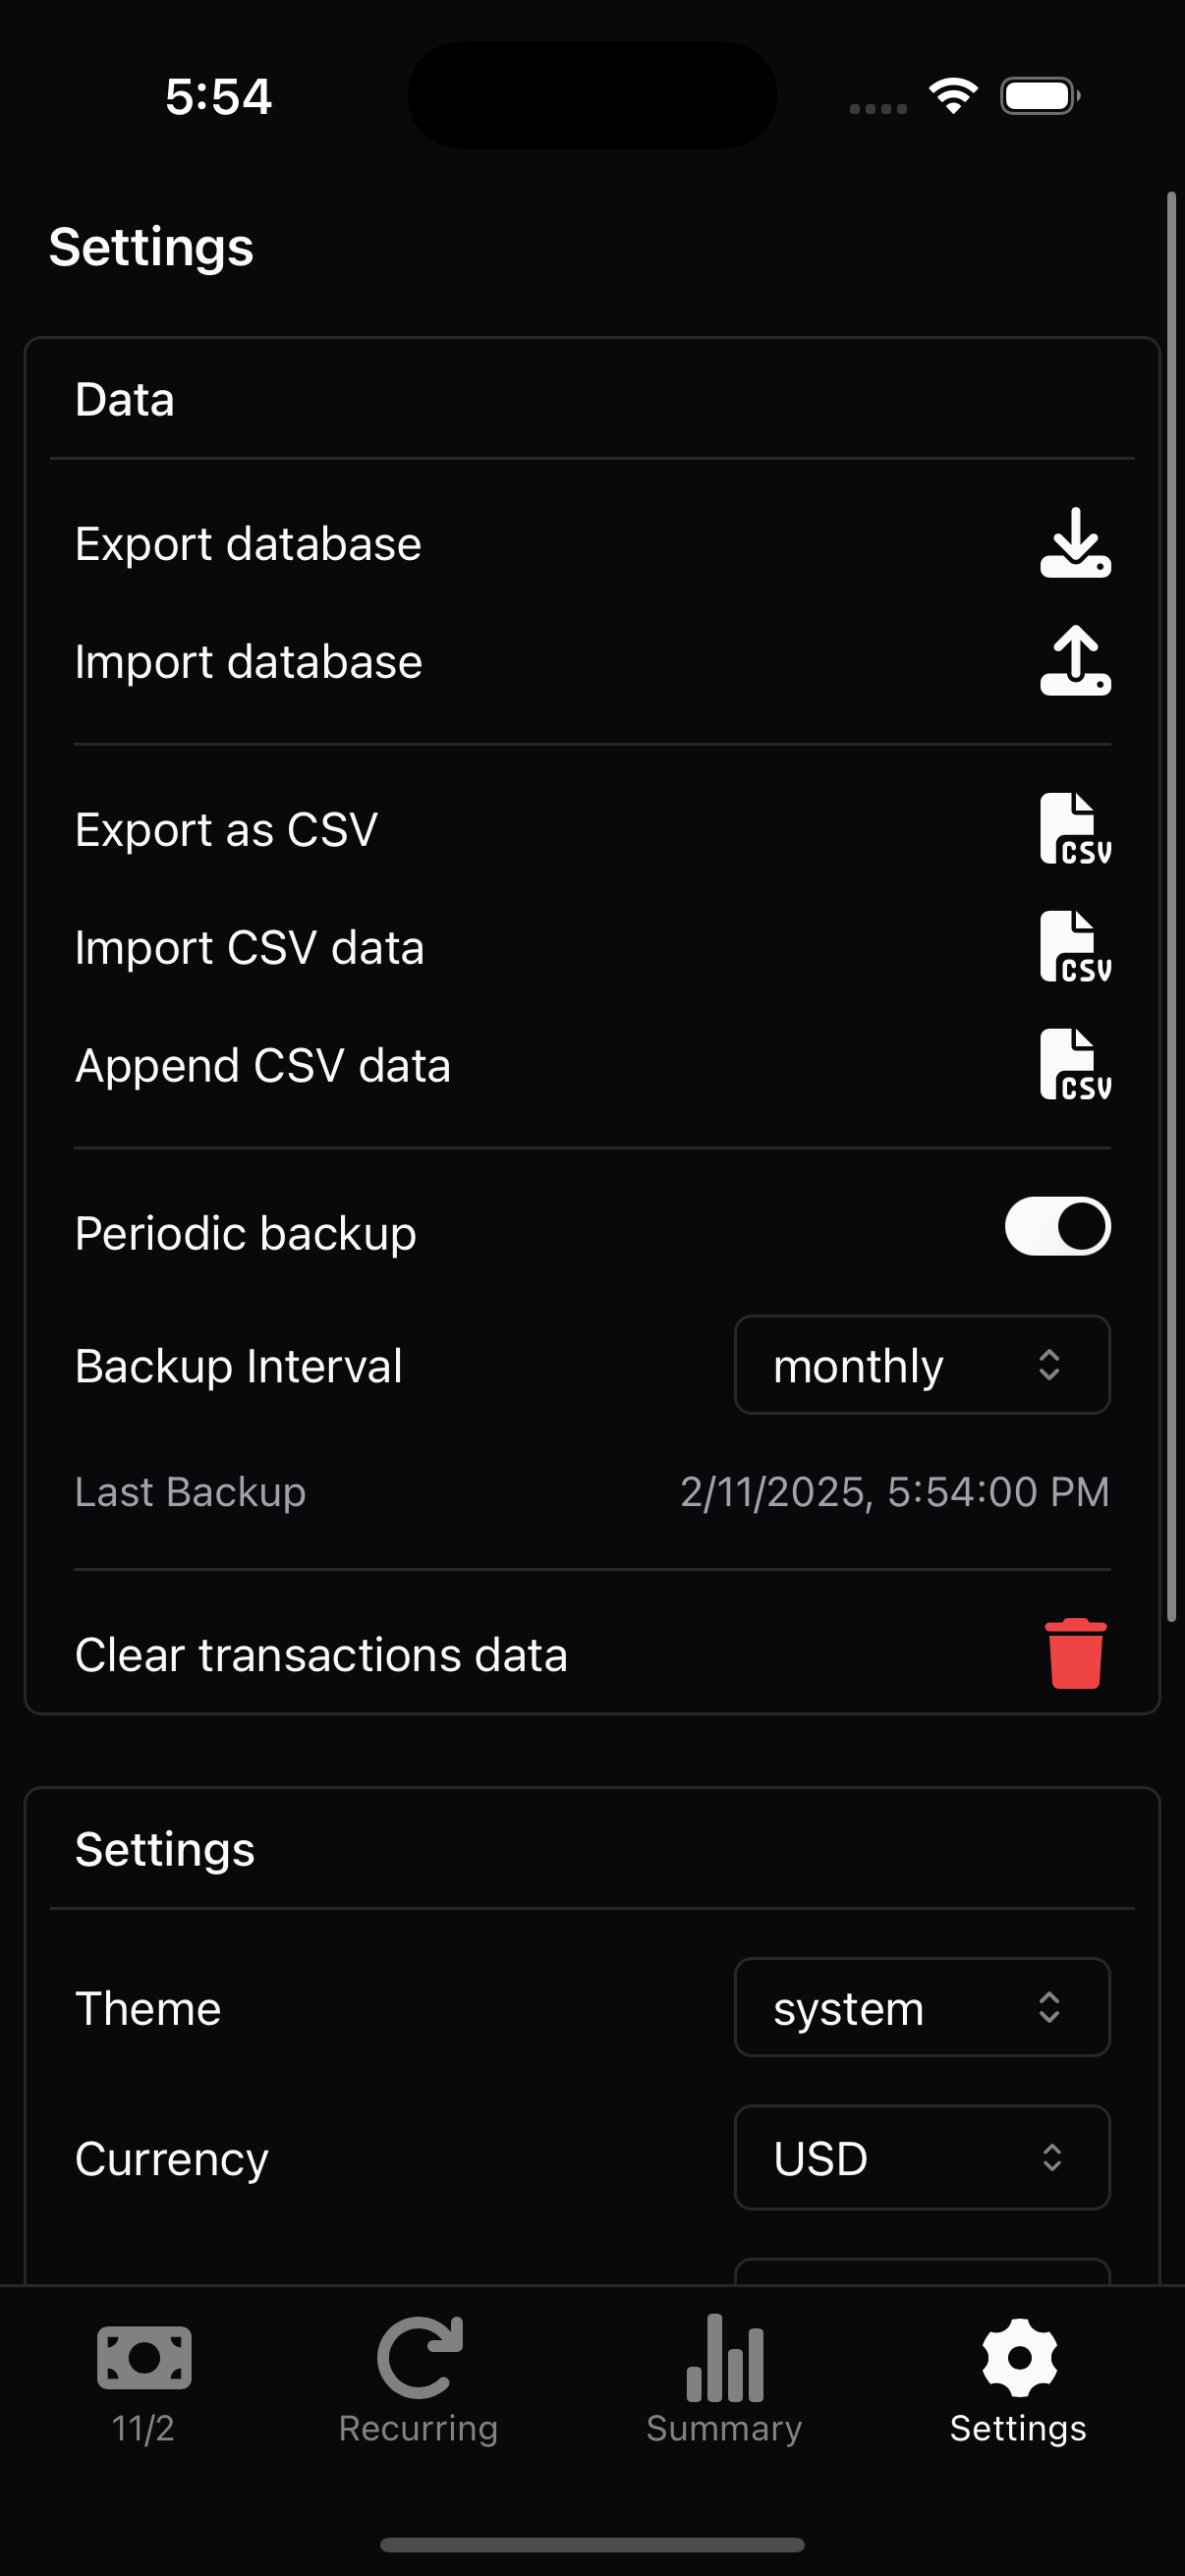 5:54
Settings
Data
Export database
Import database
Export as CSV
CSV
Import CSV data
CSV
Append CSV data
CSV
Periodic backup
Backup Interval
monthly
Last Backup
2/11/2025, 5:54:00 PM
Clear transactions data
Settings
Theme
system
Currency
USD
11/2
Recurring
Summary
Settings